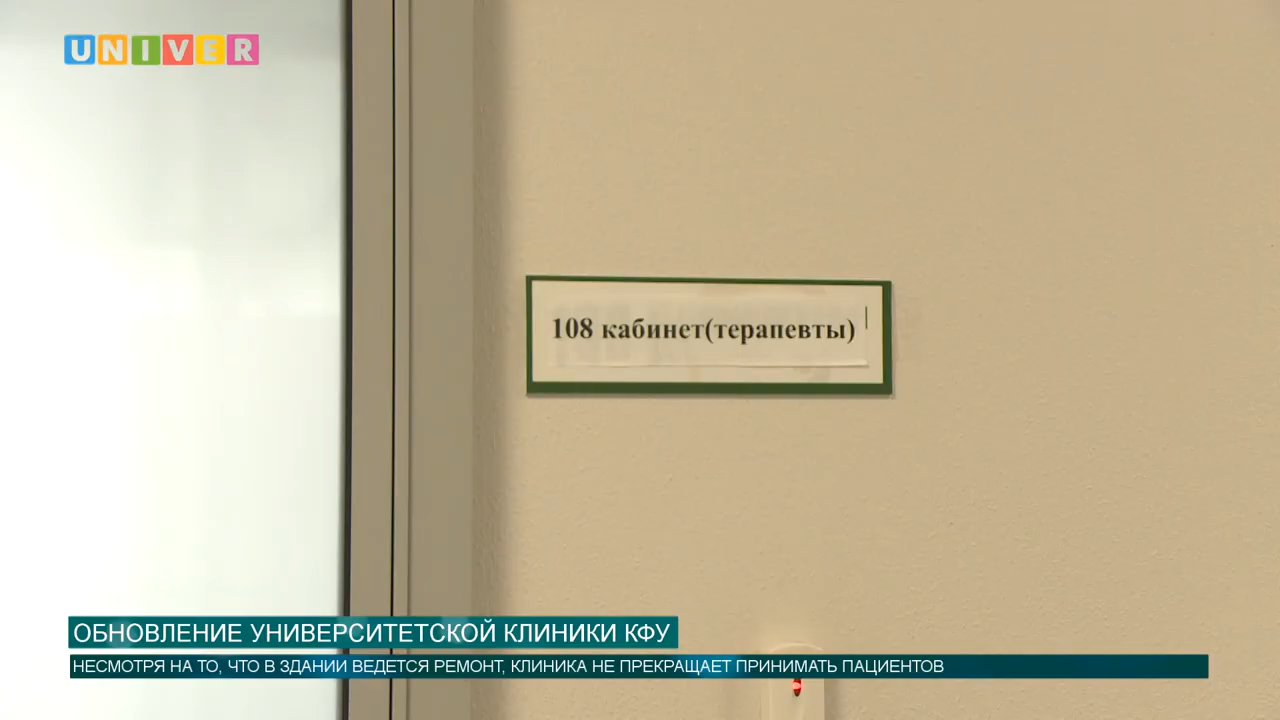 UNIVER
108 кабинет(терапевты)
ОБНОВЛЕНИЕ УНИВЕРСИТЕТСКОЙ КЛИНИКИ КФУ
НЕСМОТРЯ НА ТО, ЧТО В ЗДАНИИ ВЕДЕТСЯ РЕМОНТ, КЛИНИКА НЕ ПРЕКРАЩАЕТ ПРИНИМАТЬ ПАЦИЕНТОВ